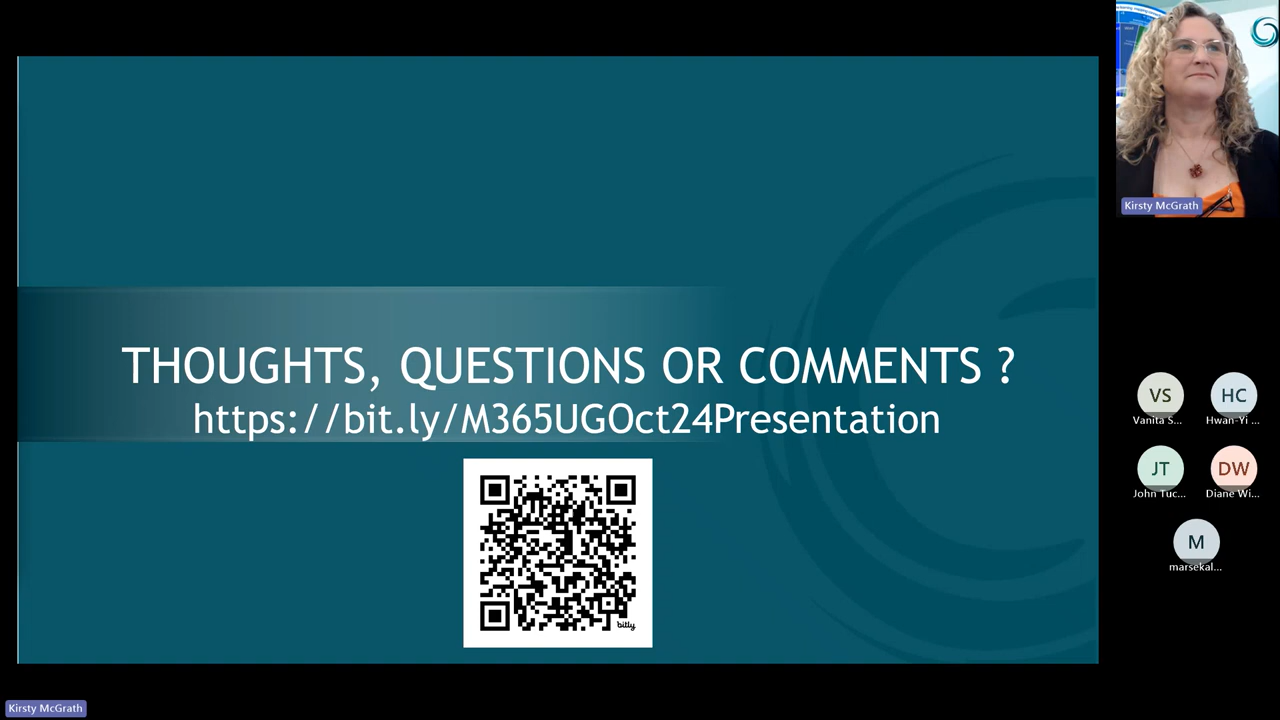 THOUGHTS, QUESTIONS OR COMMENTS ?
https://bit.ly/M365UGOct24Presentation
bitly
Kirsty McGrath
VS
Vanita S...
HC
Hwan-Yi ...
JT
John Tuc...
DW
Diane Wi...
M
marsekal...
Kirsty McGrath